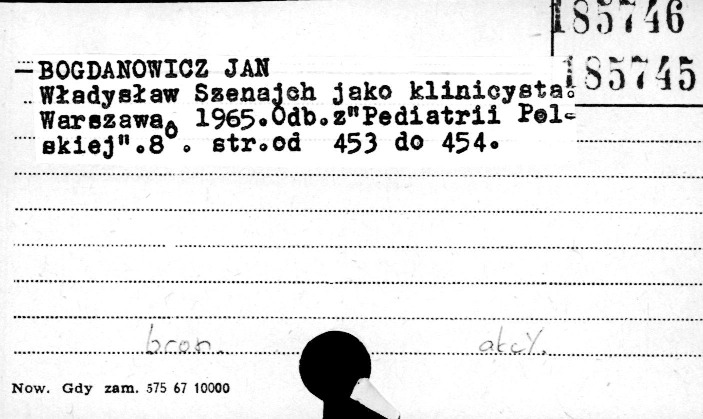 185746
185745
—BOGDANOWICZ JAN
Władysław Szenajch jako klinicysta.
Warszawa, 1965.Odb.z"Pediatrii Pol-
skiej".8°. str.od 453 do 454.
bron. akcY.
Now. Gdy zam. 575 67 10000